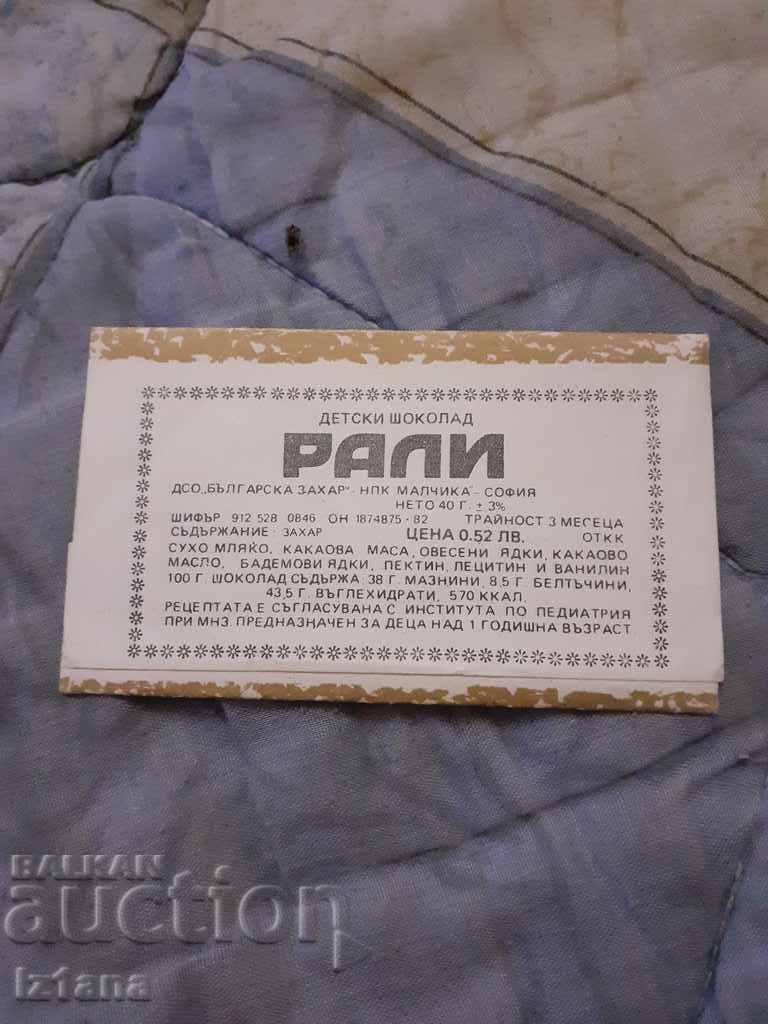 ДЕТСКИ ШОКОЛАД
РАЛИ
ДСО „БЪЛГАРСКА ЗАХАР" - НПК МАЛЧИКА" - СОФИЯ
НЕТО 40 Г. ± 3%
ШИФЪР 912 528 0846 ОН 1874875 · 82 ТРАЙНОСТ 3 МЕСЕЦА
СЪДЪРЖАНИЕ: ЗАХАР ЦЕНА 0.52 ЛВ. ОТКК
СУХО МЛЯКО, КАКАОВА МАСА, ОВЕСЕНИ ЯДКИ, КАКАОВО
МАСЛО, БАДЕМОВИ ЯДКИ, ПЕКТИН, ЛЕЦИТИН И ВАНИЛИН
100 Г. ШОКОЛАД СЪДЪРЖА :38 Г. МАЗНИНИ, 8,5 Г. БЕЛТЪЧИНИ,
43,5 Г. ВЪГЛЕХИДРАТИ, 570 ККАЛ.
РЕЦЕПТАТА Е СЪГЛАСУВАНА С ИНСТИТУТА ПО ПЕДИАТРИЯ
ПРИ МНЗ. ПРЕДНАЗНАЧЕН ЗА ДЕЦА НАД 1 ГОДИШНА ВЪЗРАСТ
BALKAN
auction
Iz1ana